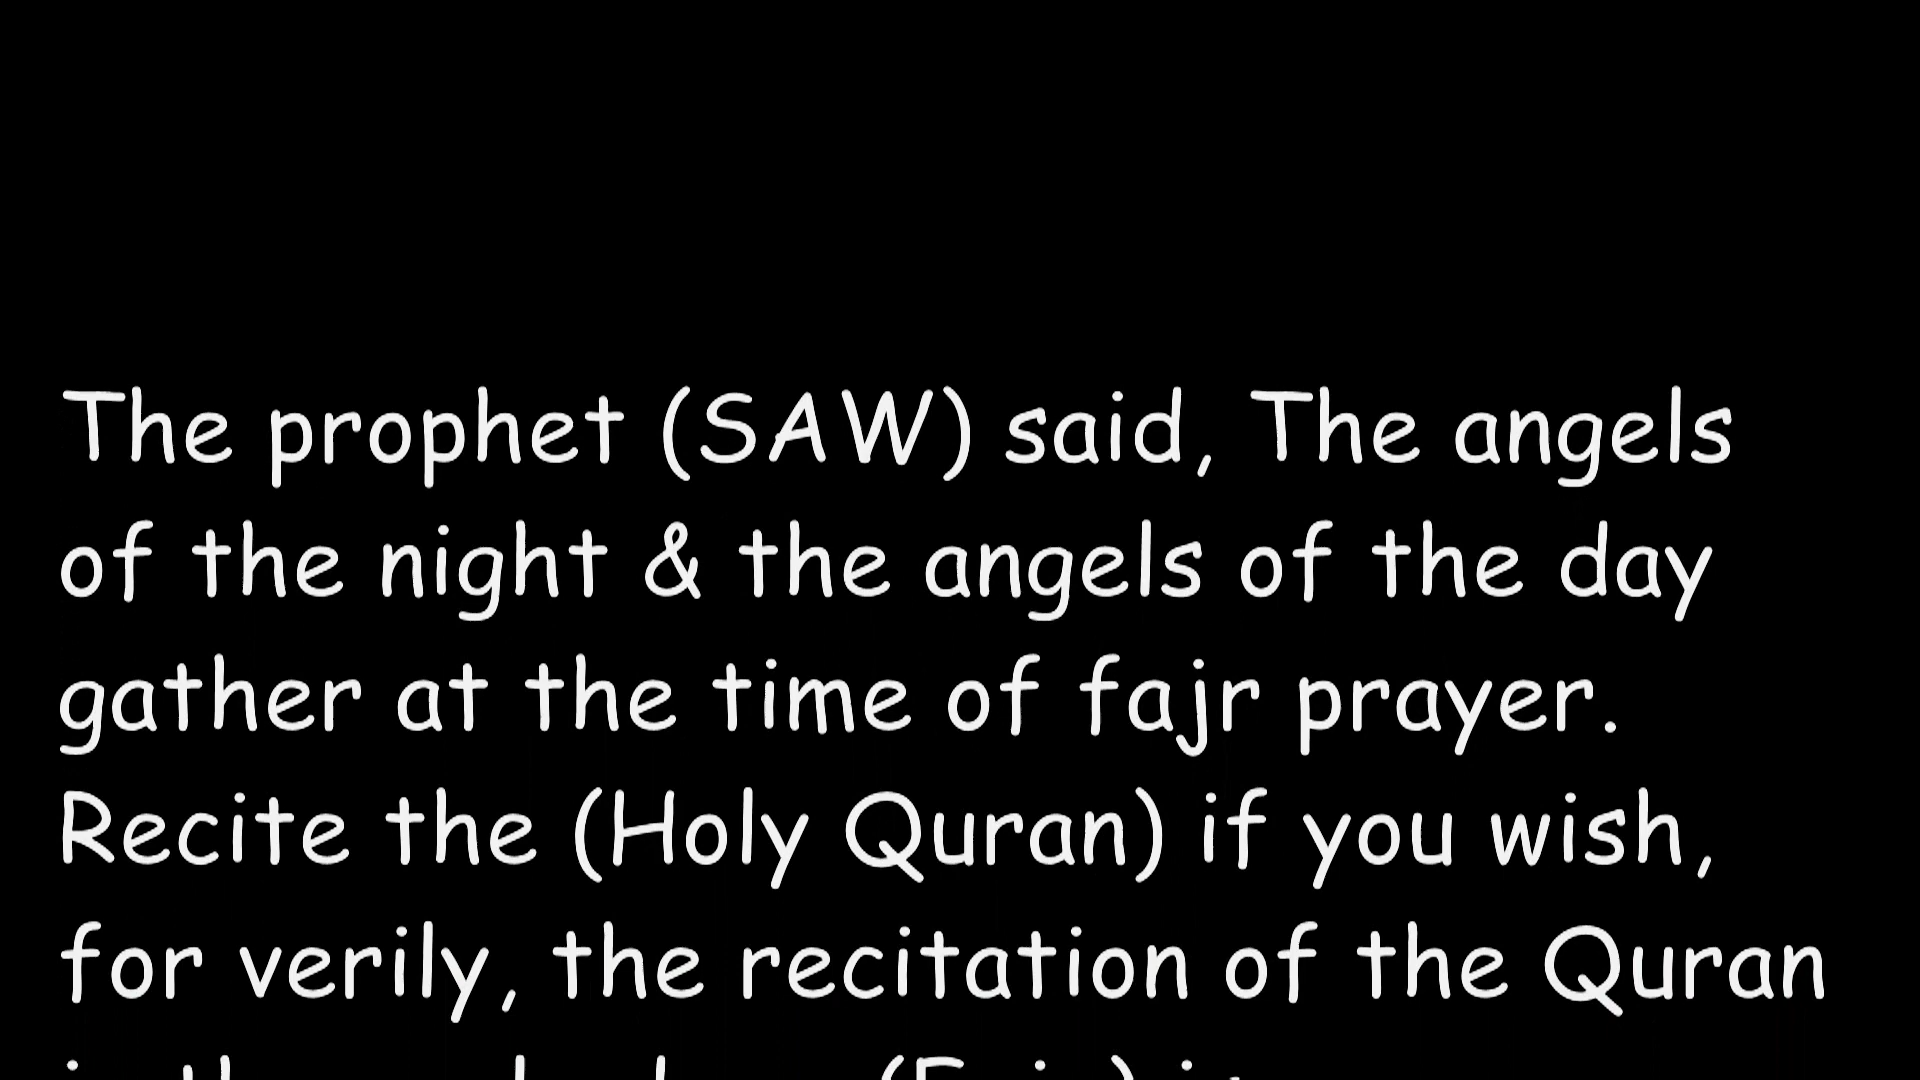 The prophet (SAW) said, The angels
of the night & the angels of the day
gather at the time of fajr prayer.
Recite the (Holy Quran) if you wish,
for verily, the recitation of the Quran